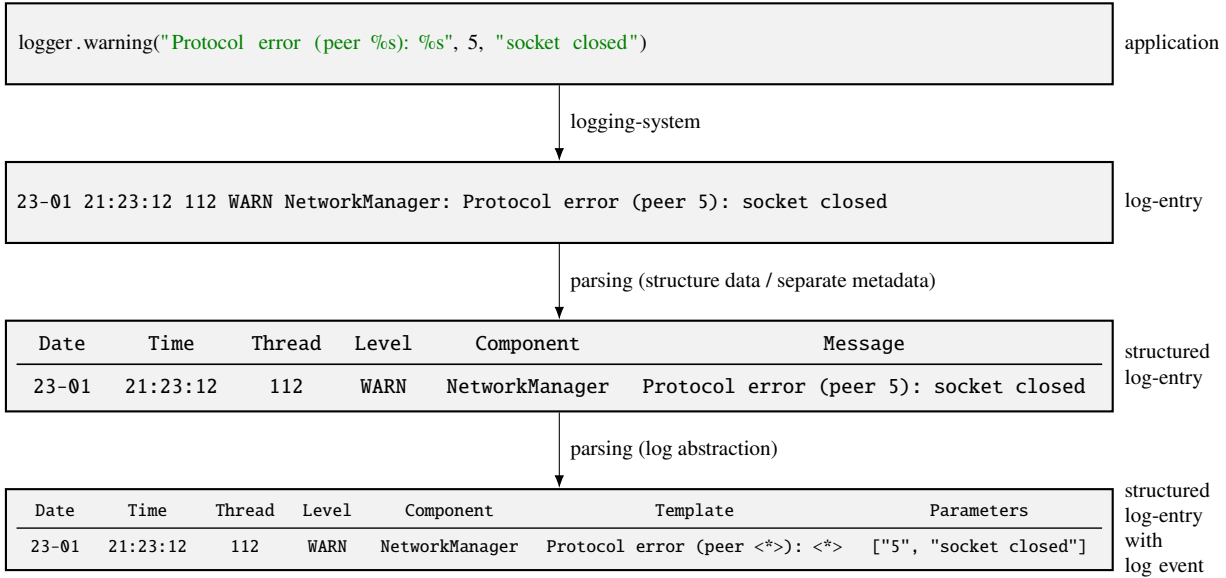 logger.warning("Protocol error (peer %s): %s", 5, "socket closed")
application
logging-system
23-01 21:23:12 112 WARN NetworkManager: Protocol error (peer 5): socket closed
log-entry
parsing (structure data / separate metadata)
Date Time Thread Level Component Message
23-01 21:23:12 112 WARN NetworkManager Protocol error (peer 5): socket closed
structured
log-entry
parsing (log abstraction)
Date Time Thread Level Component Template Parameters
23-01 21:23:12 112 WARN NetworkManager Protocol error (peer <*>): <*> ["5", "socket closed"]
structured
log-entry
with
log event